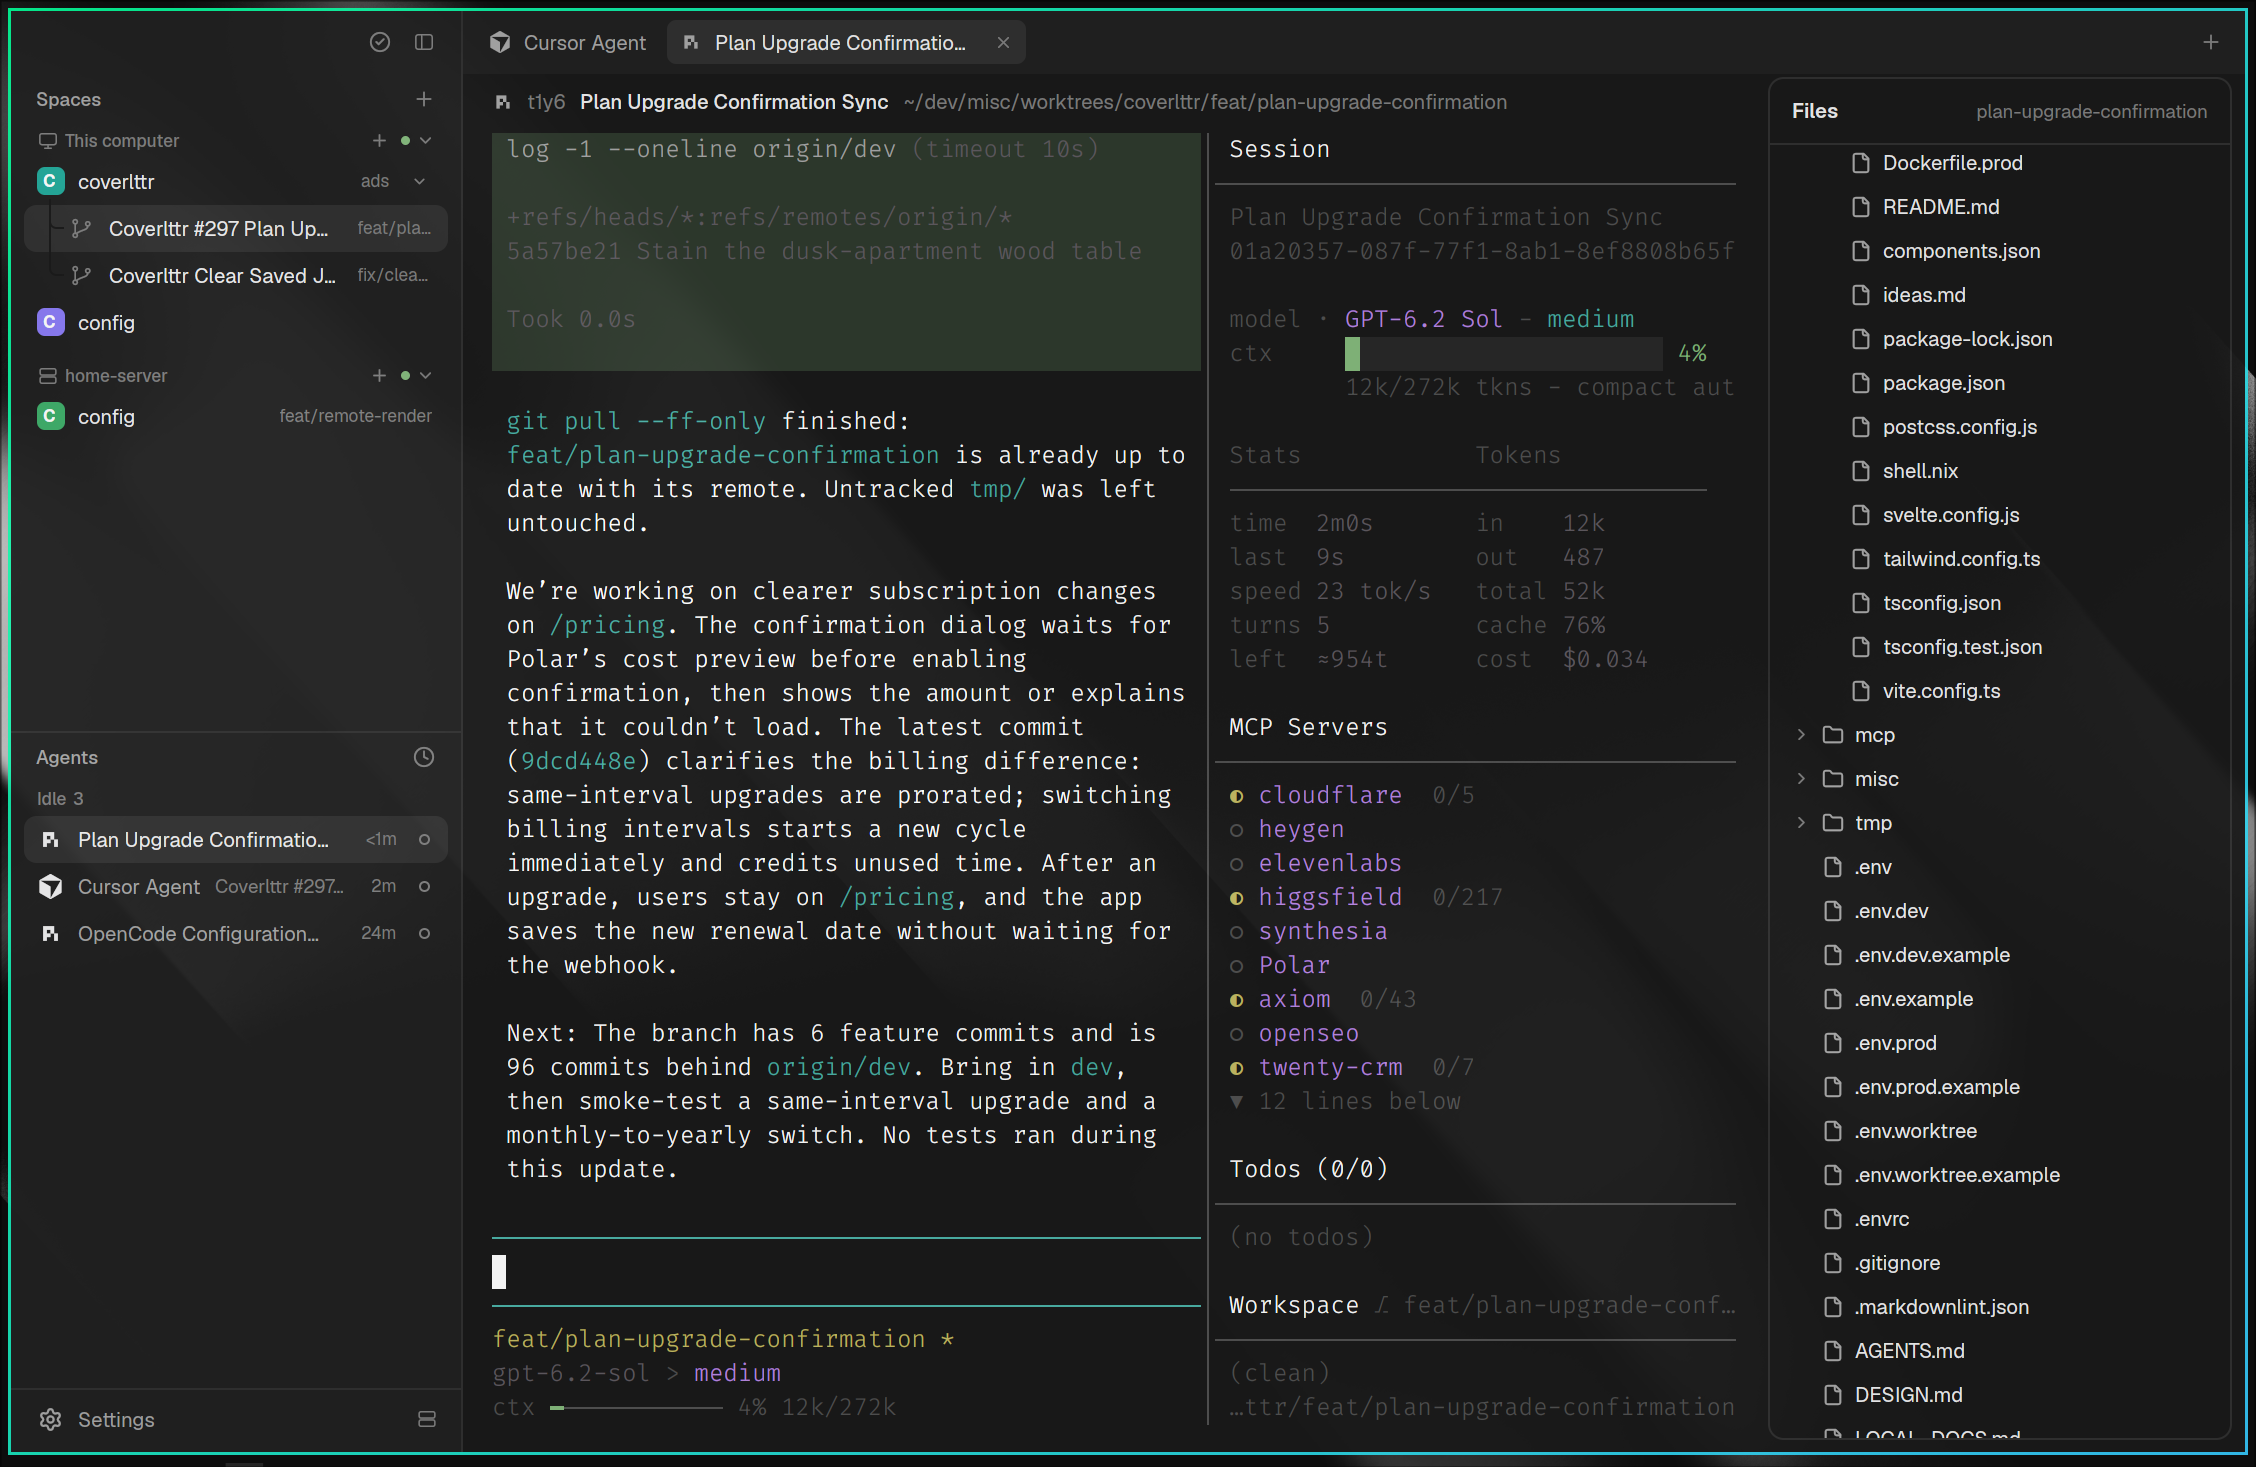 Spaces
This computer
C coverlttr ads
Coverlttr #297 Plan Up... feat/pla...
Coverlttr Clear Saved J... fix/clea...
C config
home-server
C config feat/remote-render
Agents
Idle 3
Plan Upgrade Confirmatio... <1m
Cursor Agent Coverlttr #297... 2m
OpenCode Configuration... 24m
Settings
Cursor Agent
Plan Upgrade Confirmatio...
t1y6 Plan Upgrade Confirmation Sync ~/dev/misc/worktrees/coverlttr/feat/plan-upgrade-confirmation
log -1 --oneline origin/dev (timeout 10s)
+refs/heads/*:refs/remotes/origin/*
5a57be21 Stain the dusk-apartment wood table
Took 0.0s
git pull --ff-only finished:
feat/plan-upgrade-confirmation is already up to
date with its remote. Untracked tmp/ was left
untouched.
We’re working on clearer subscription changes
on /pricing. The confirmation dialog waits for
Polar’s cost preview before enabling
confirmation, then shows the amount or explains
that it couldn’t load. The latest commit
(9dcd448e) clarifies the billing difference:
same-interval upgrades are prorated; switching
billing intervals starts a new cycle
immediately and credits unused time. After an
upgrade, users stay on /pricing, and the app
saves the new renewal date without waiting for
the webhook.
Next: The branch has 6 feature commits and is
96 commits behind origin/dev. Bring in dev,
then smoke-test a same-interval upgrade and a
monthly-to-yearly switch. No tests ran during
this update.
feat/plan-upgrade-confirmation *
gpt-6.2-sol > medium
ctx 4% 12k/272k
Session
Plan Upgrade Confirmation Sync
01a20357-087f-77f1-8ab1-8ef8808b65f
model · GPT-6.2 Sol - medium
ctx 4%
12k/272k tkns - compact aut
Stats Tokens
time 2m0s in 12k
last 9s out 487
speed 23 tok/s total 52k
turns 5 cache 76%
left ≈954t cost $0.034
MCP Servers
cloudflare 0/5
heygen
elevenlabs
higgsfield 0/217
synthesia
Polar
axiom 0/43
openseo
twenty-crm 0/7
▼ 12 lines below
Todos (0/0)
(no todos)
Workspace feat/plan-upgrade-conf…
(clean)
…ttr/feat/plan-upgrade-confirmation
Files plan-upgrade-confirmation
Dockerfile.prod
README.md
components.json
ideas.md
package-lock.json
package.json
postcss.config.js
shell.nix
svelte.config.js
tailwind.config.ts
tsconfig.json
tsconfig.test.json
vite.config.ts
mcp
misc
tmp
.env
.env.dev
.env.dev.example
.env.example
.env.prod
.env.prod.example
.env.worktree
.env.worktree.example
.envrc
.gitignore
.markdownlint.json
AGENTS.md
DESIGN.md
LOCAL_DOCS.md